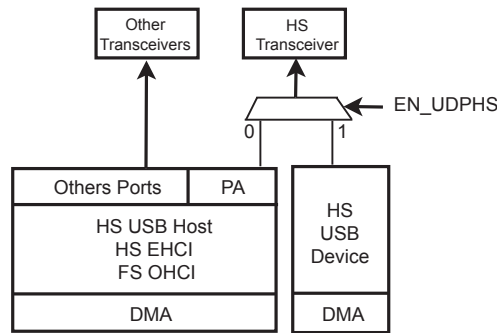 Other
Transceivers
HS
Transceiver
EN_UDPHS
0
1
Others Ports
PA
HS USB Host
HS EHCI
FS OHCI
DMA
HS
USB
Device
DMA